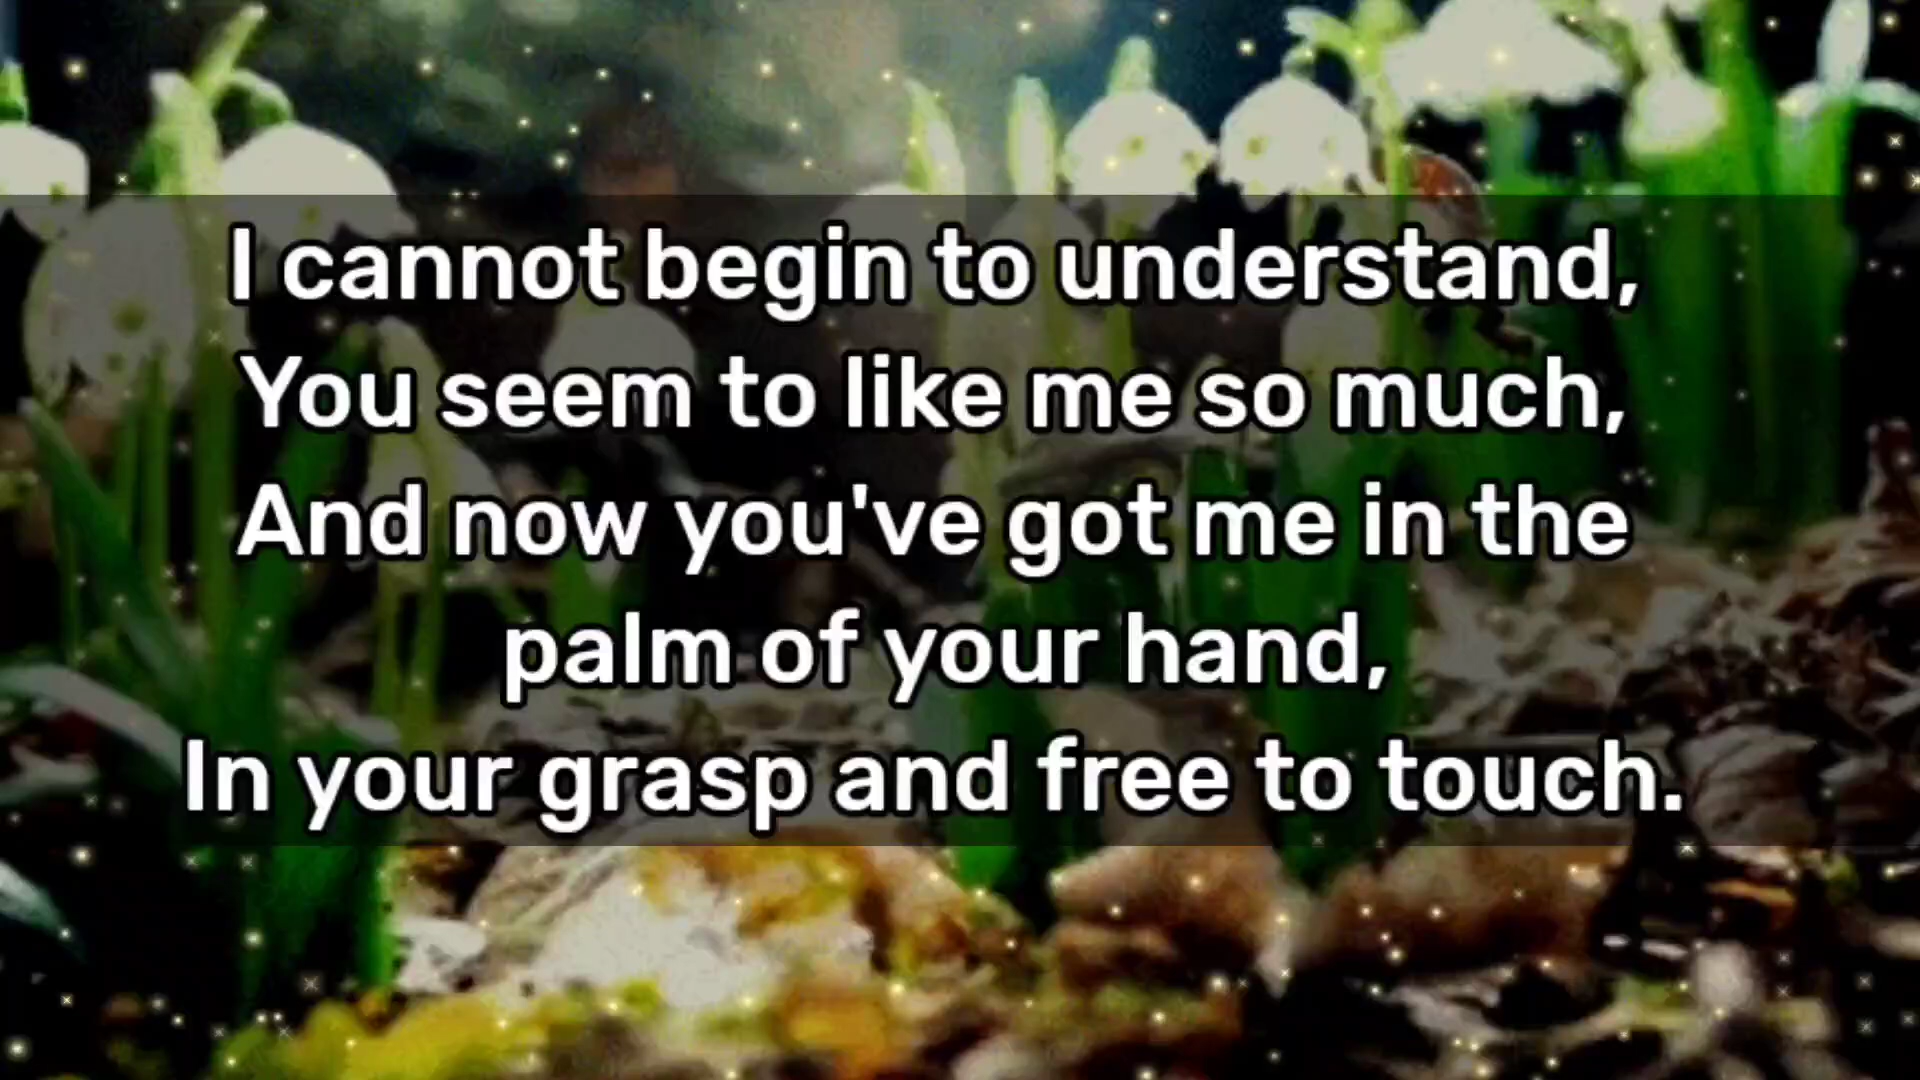 I cannot begin to understand,
You seem to like me so much,
And now you've got me in the
palm of your hand,
In your grasp and free to touch.